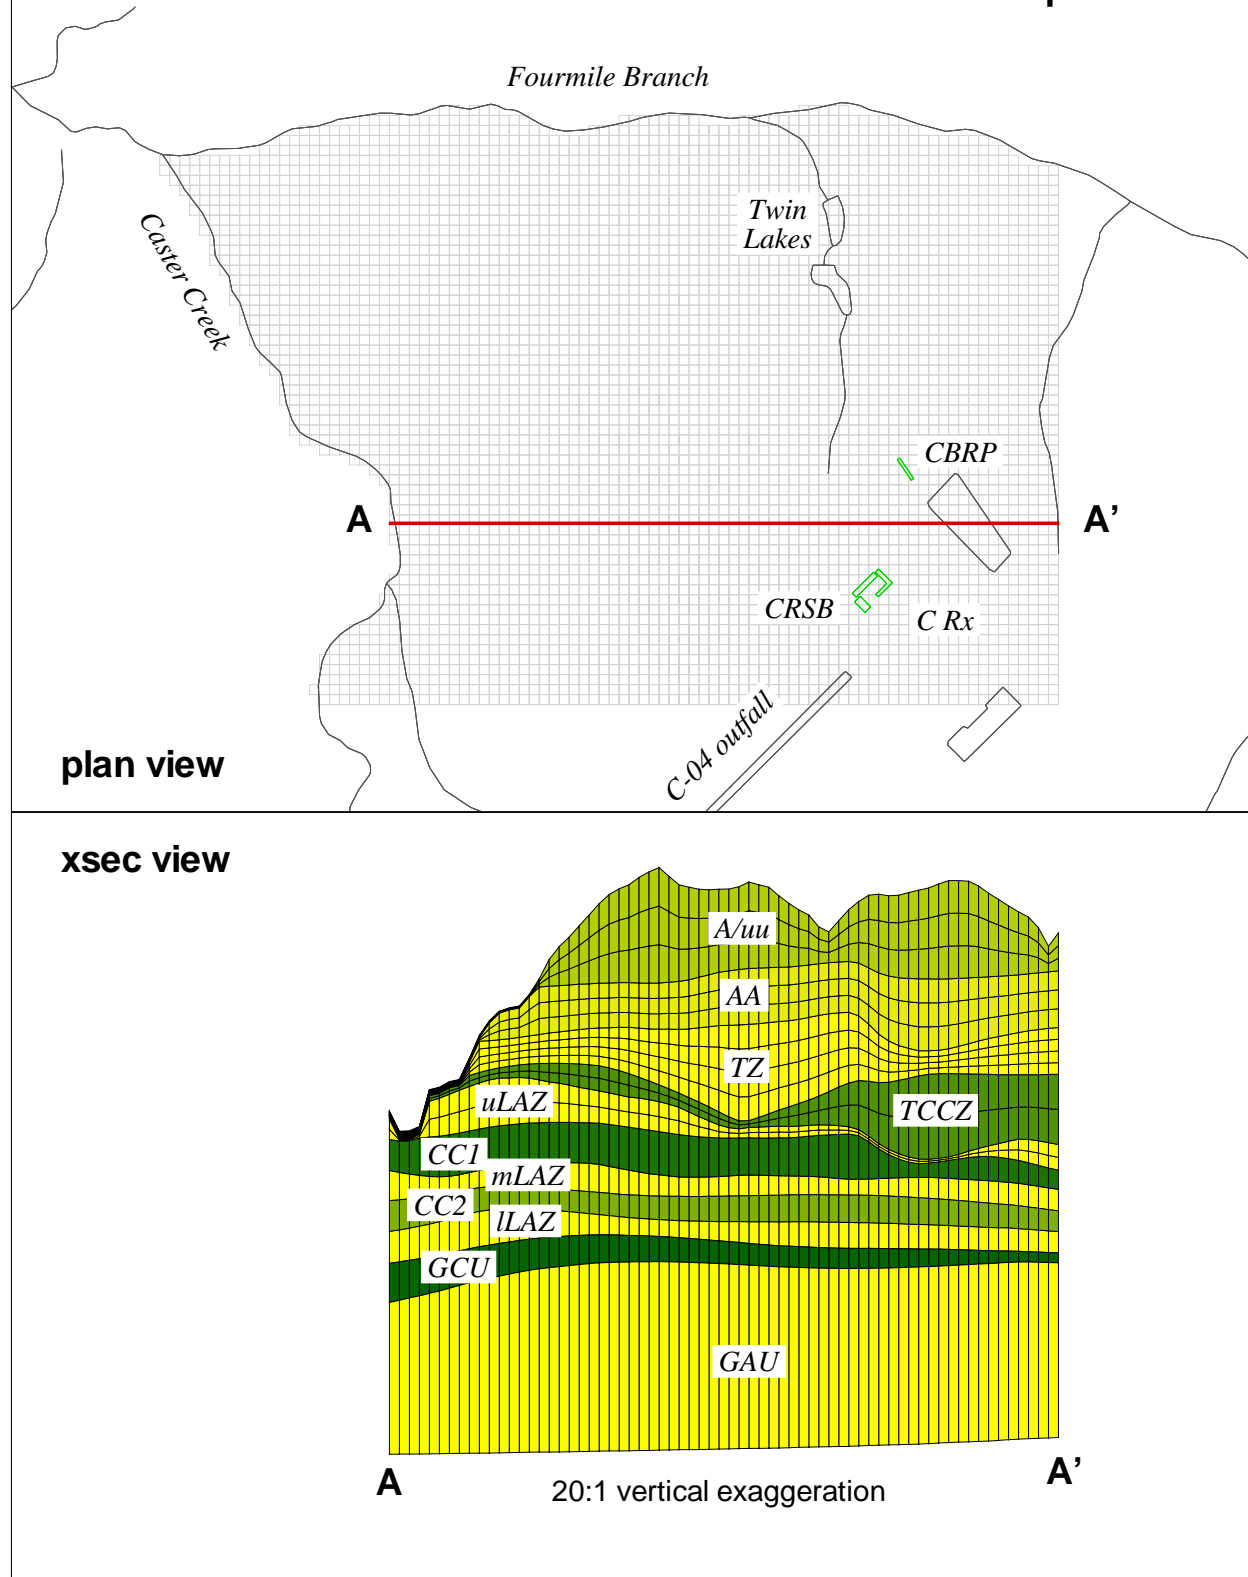 Fourmile Branch
Twin
Lakes
Caster Creek
CBRP
A
A’
CRSB
C Rx
C-04 outfall
plan view
xsec view
A/uu
AA
TZ
uLAZ
TCCZ
CC1
mLAZ
CC2
lLAZ
GCU
GAU
A
A’
20:1 vertical exaggeration